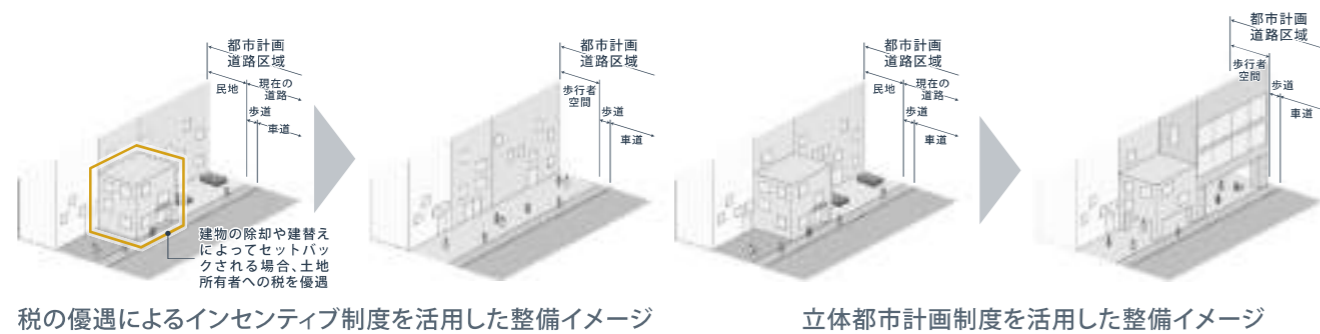 都市計画
道路区域
民地
現在の
道路
歩道
車道
建物の除却や建替え
によってセットバッ
クされる場合、土地
所有者への税を優遇
都市計画
道路区域
歩行者
空間
歩道
車道
税の優遇によるインセンティブ制度を活用した整備イメージ
都市計画
道路区域
民地
現在の
道路
歩道
車道
都市計画
道路区域
歩行者
空間
歩道
車道
立体都市計画制度を活用した整備イメージ